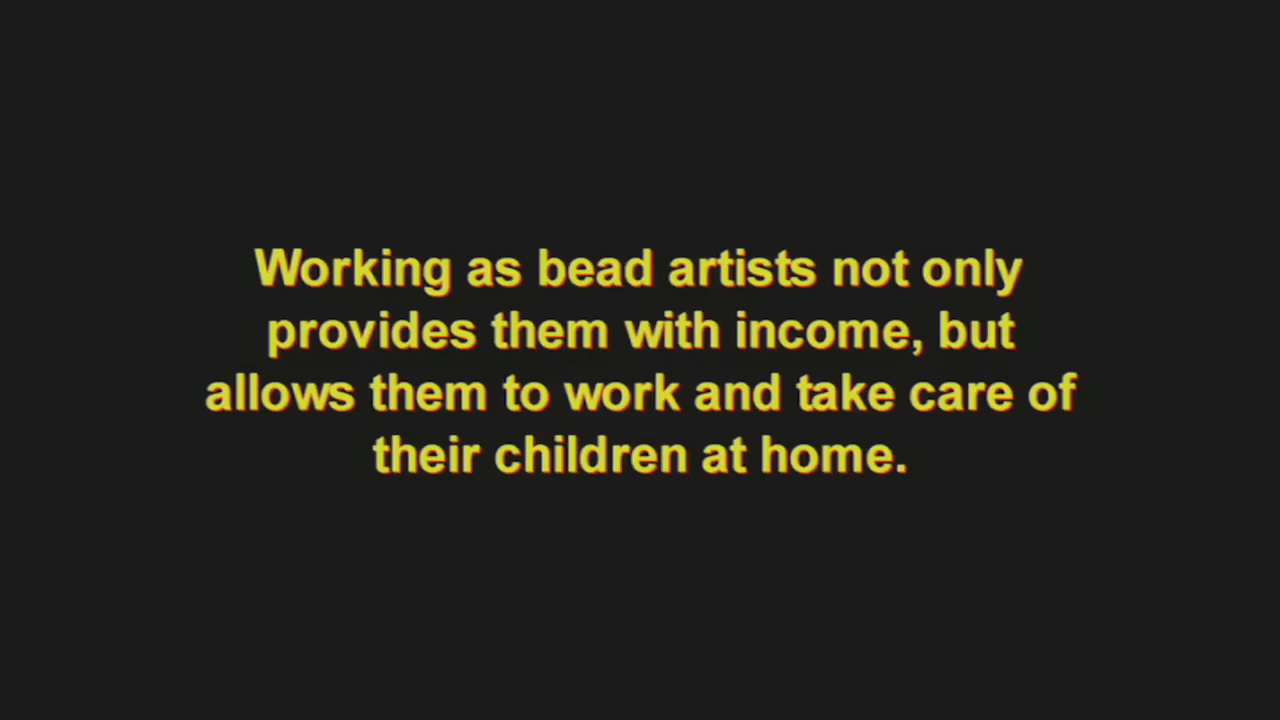 Working as bead artists not only
provides them with income, but
allows them to work and take care of
their children at home.